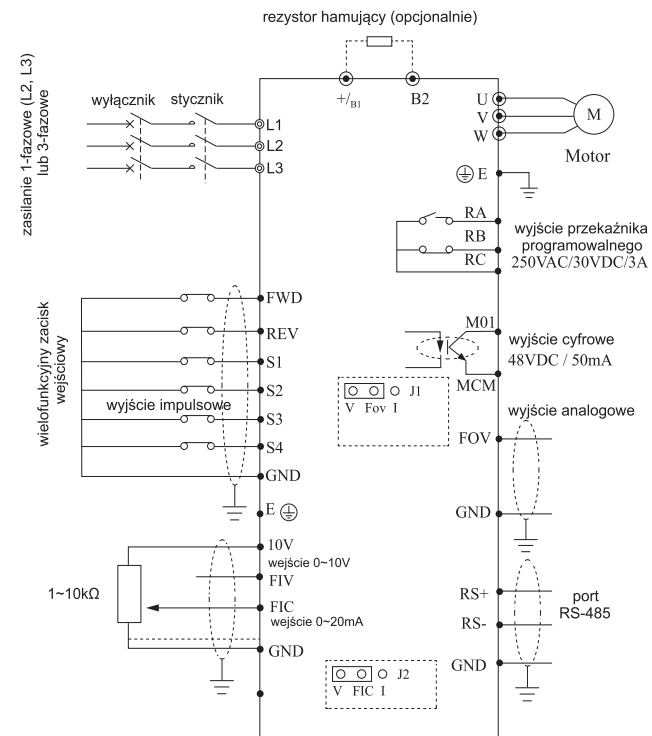 rezystor hamujący (opcjonalnie)
+/B1
B2
zasilanie 1-fazowe (L2, L3)
lub 3-fazowe
wyłącznik
stycznik
L1
L2
L3
U
V
W
M
Motor
E
RA
RB
RC
wyjście przekaźnika
programowalnego
250VAC/30VDC/3A
wielofunkcyjny zacisk
wejściowy
FWD
REV
S1
S2
wyjście impulsowe
S3
S4
GND
E
M01
MCM
wyjście cyfrowe
48VDC / 50mA
J1
V Fov I
wyjście analogowe
FOV
GND
10V
wejście 0~10V
FIV
1~10kΩ
FIC
wejście 0~20mA
GND
RS+
RS-
port
RS-485
GND
J2
V FIC I